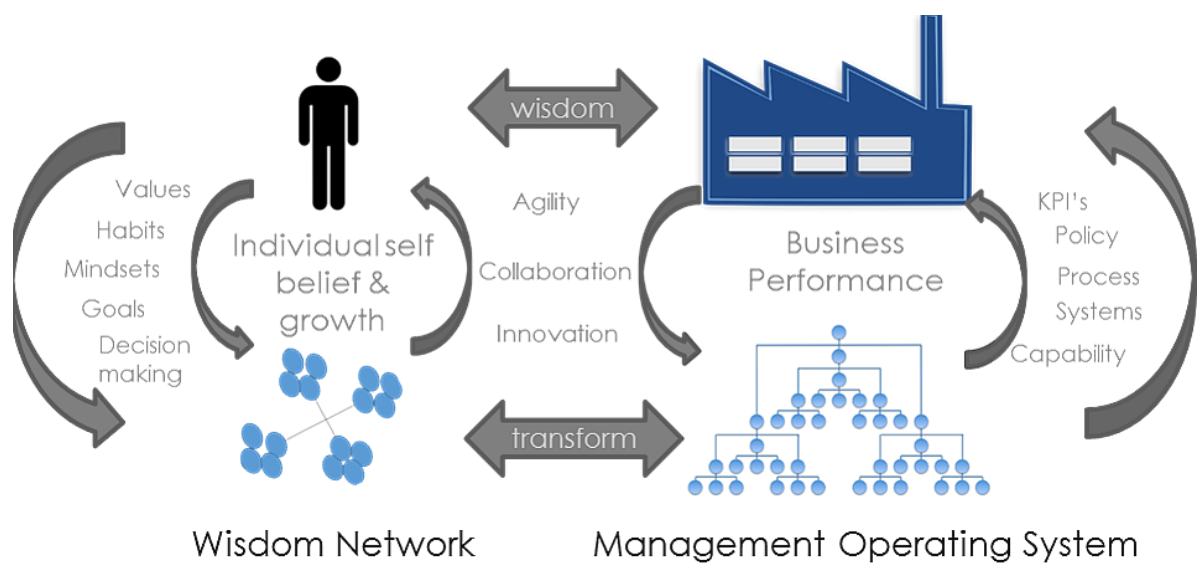 wisdom
Values
Habits
Mindsets
Goals
Decision
making
Individual self
belief &
growth
Agility
Collaboration
Innovation
Business
Performance
KPI's
Policy
Process
Systems
Capability
transform
Wisdom Network
Management Operating System